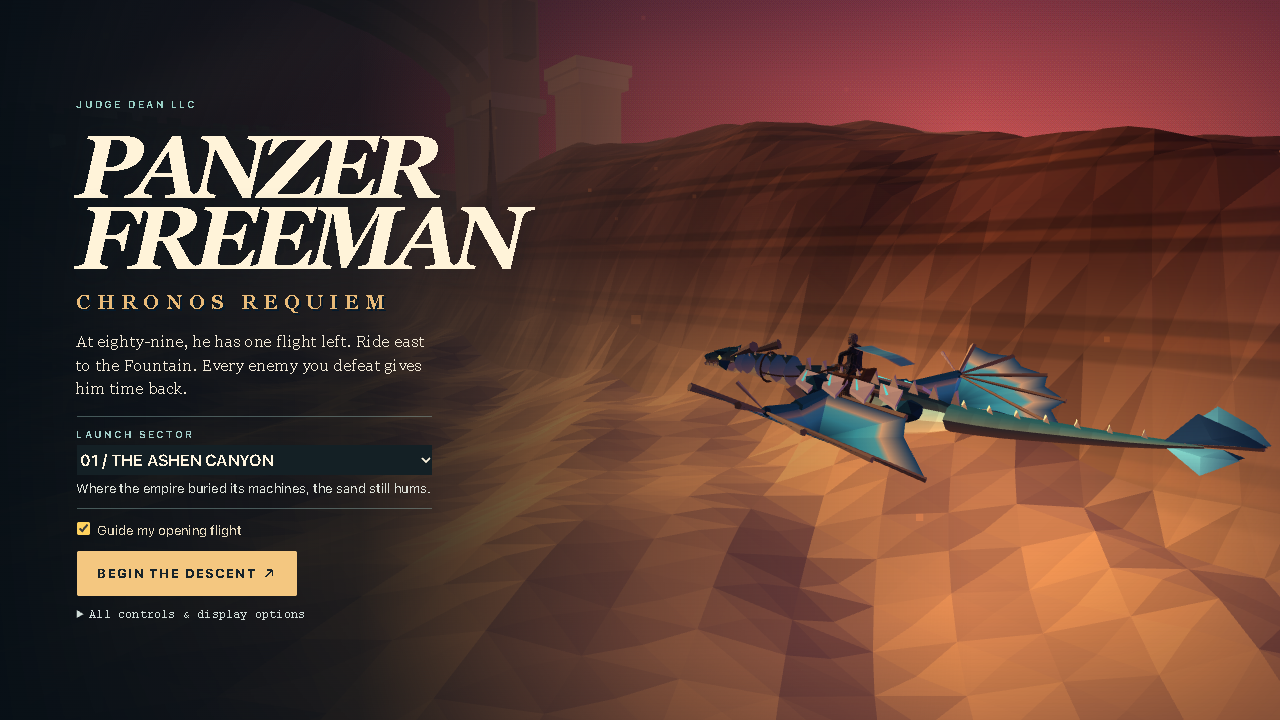 JUDGE DEAN LLC
PANZER
FREEMAN
CHRONOS REQUIEM
At eighty-nine, he has one flight left. Ride east
to the Fountain. Every enemy you defeat gives
him time back.
LAUNCH SECTOR
01 / THE ASHEN CANYON
Where the empire buried its machines, the sand still hums.
Guide my opening flight
BEGIN THE DESCENT ↗
All controls & display options